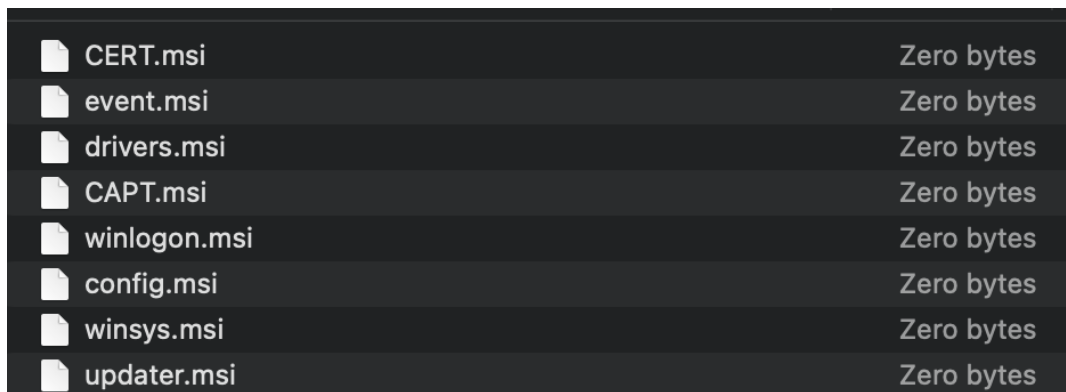 CERT.msi Zero bytes
event.msi Zero bytes
drivers.msi Zero bytes
CAPT.msi Zero bytes
winlogon.msi Zero bytes
config.msi Zero bytes
winsys.msi Zero bytes
updater.msi Zero bytes